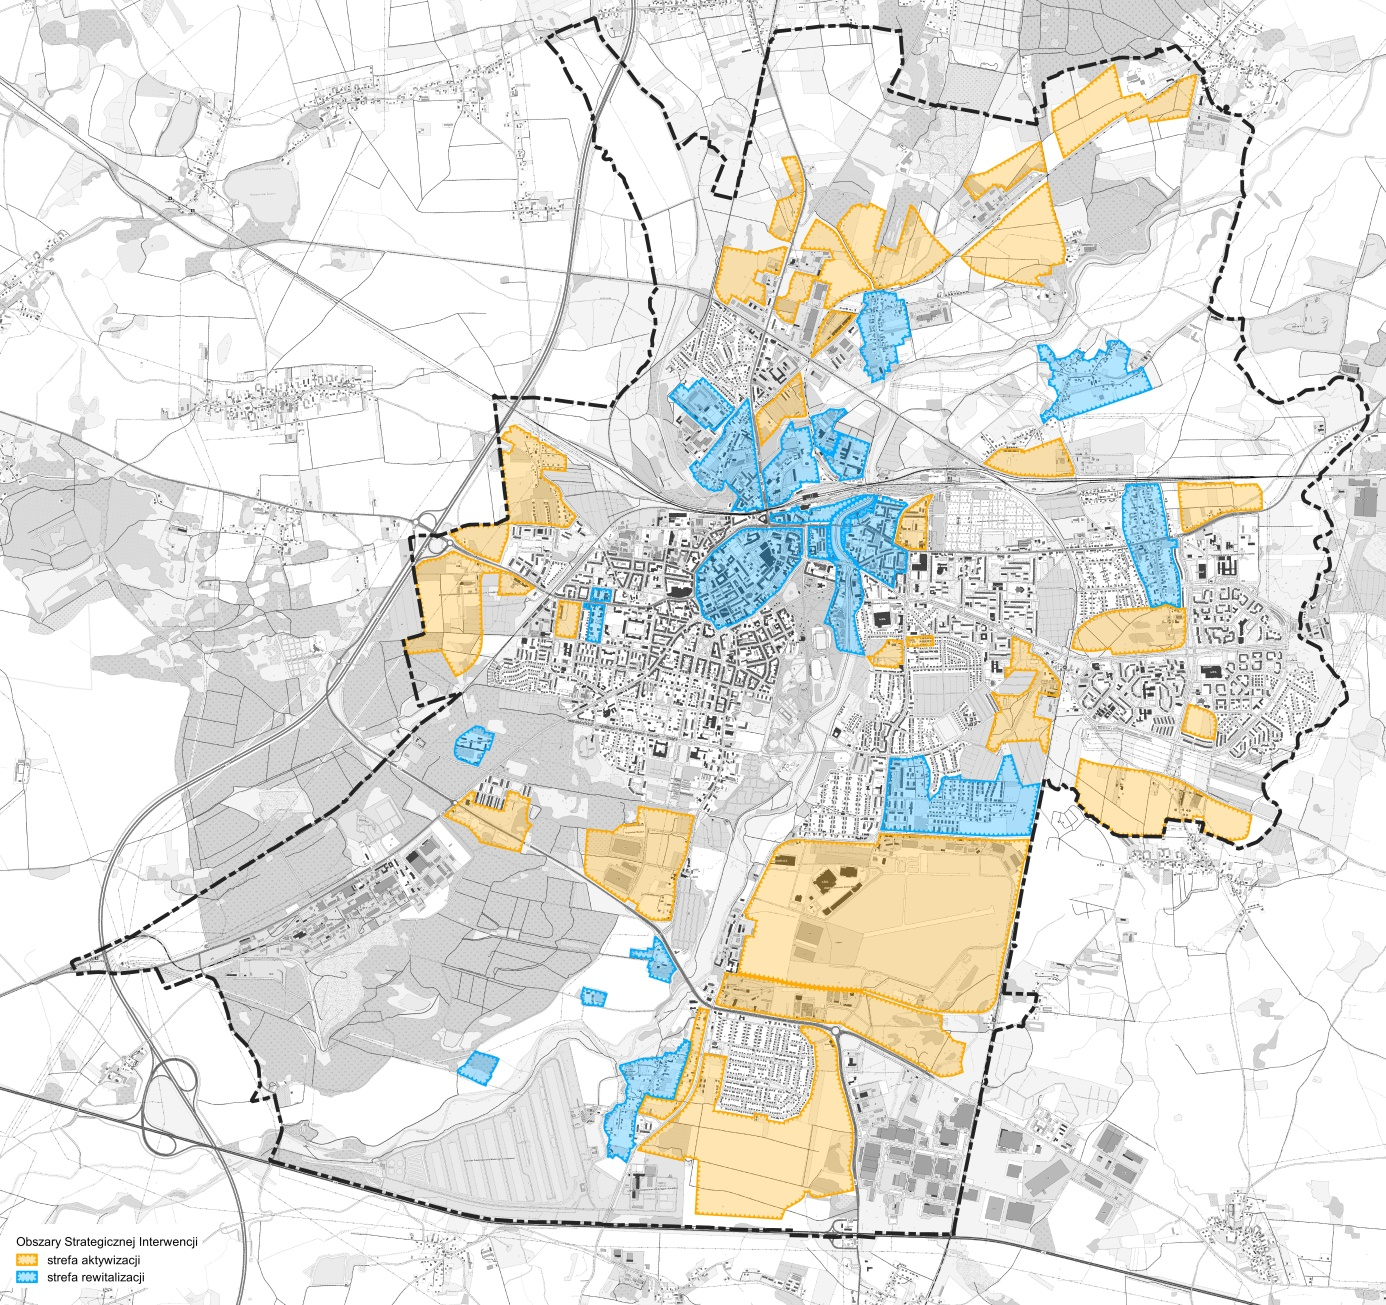 Obszary Strategicznej Interwencji
strefa aktywizacji
strefa rewitalizacji